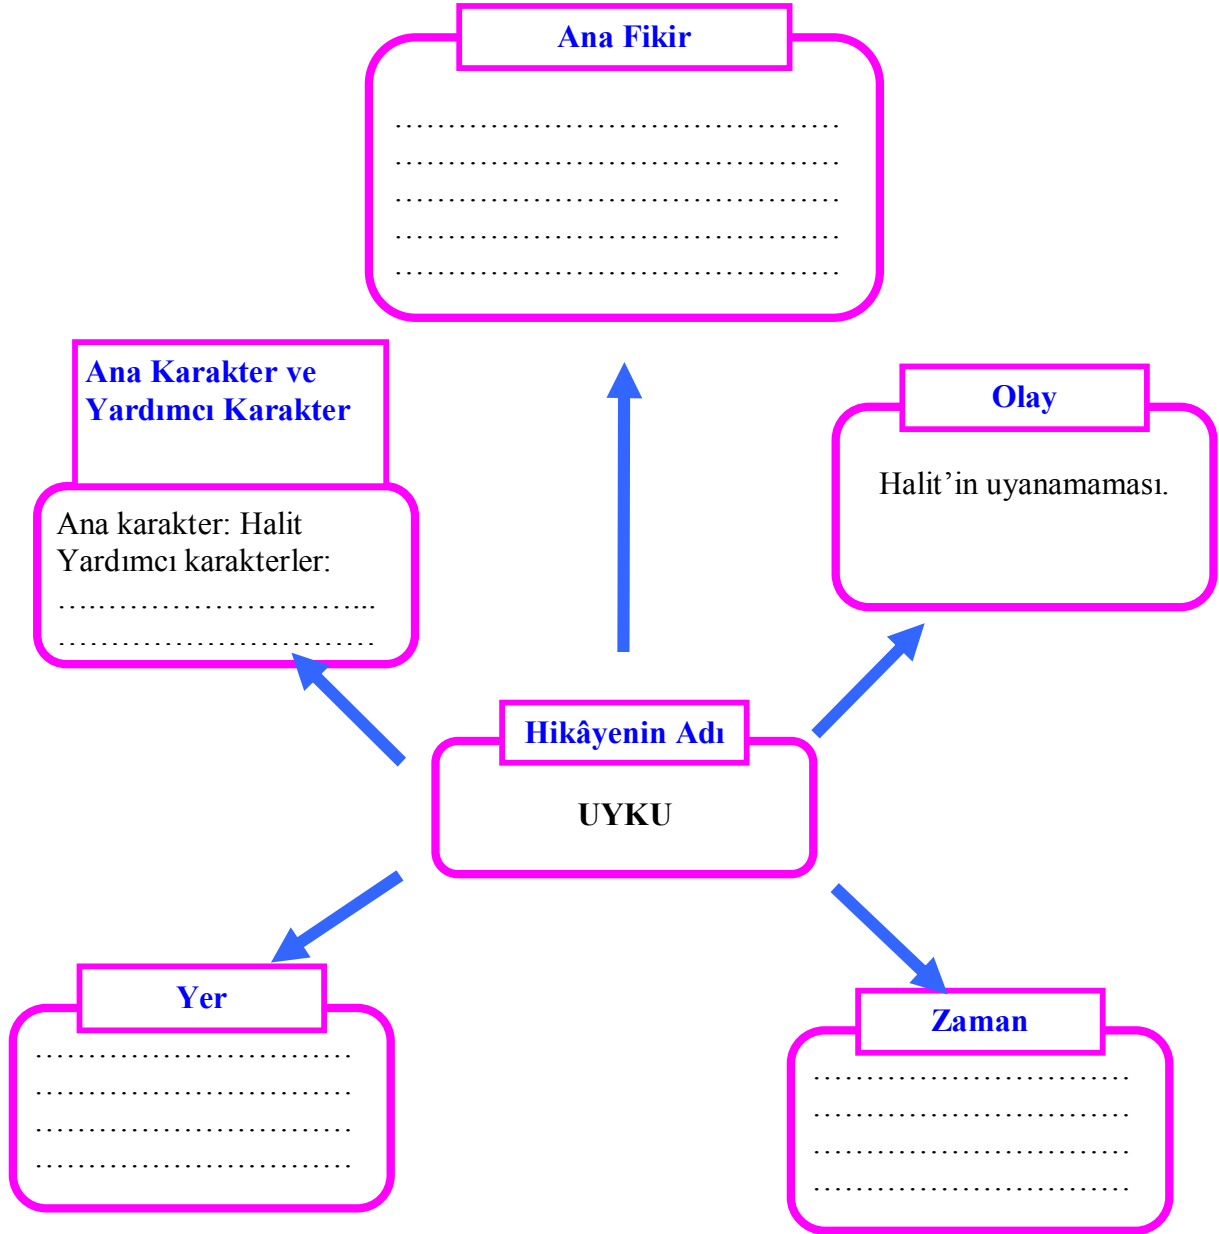 Ana Fikir
……………………………………
……………………………………
……………………………………
……………………………………
……………………………………
Ana Karakter ve
Yardımcı Karakter
Ana karakter: Halit
Yardımcı karakterler:
…..……………………...
…………………………
Olay
Halit’in uyanamaması.
Hikâyenin Adı
UYKU
Yer
…………………………
…………………………
…………………………
…………………………
Zaman
…………………………
…………………………
…………………………
…………………………